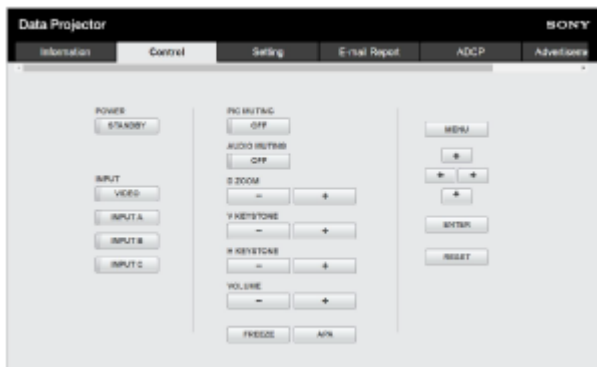 Data Projector
SONY
Information
Control
Setting
E-mail Report
ADCP
Advertiseme
POWER
STANDBY
INPUT
VIDEO
INPUT A
INPUT B
INPUT C
PIC MUTING
OFF
AUDIO MUTING
OFF
D ZOOM
- +
V KEYSTONE
- +
H KEYSTONE
- +
VOLUME
- +
FREEZE
APA
MENU
ENTER
RESET